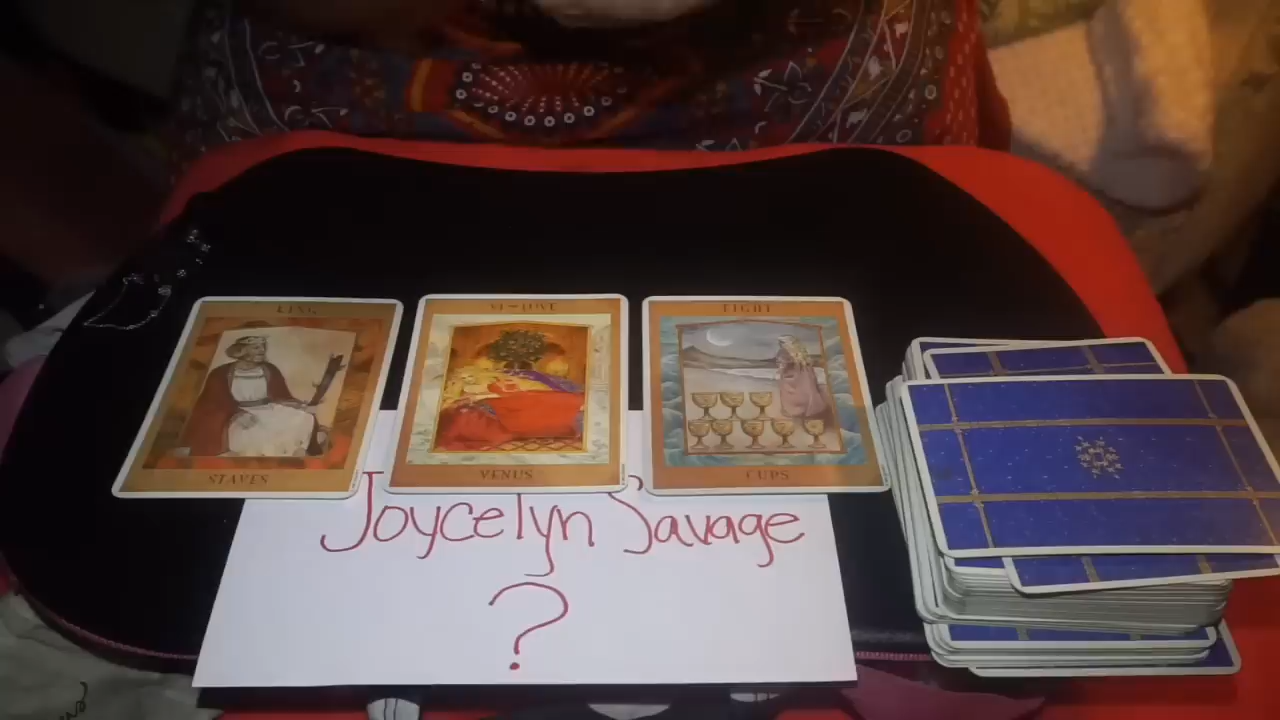 KING
VI - LOVE
EIGHT
STAVES
VENUS
CUPS
Joycelyn Savage
?